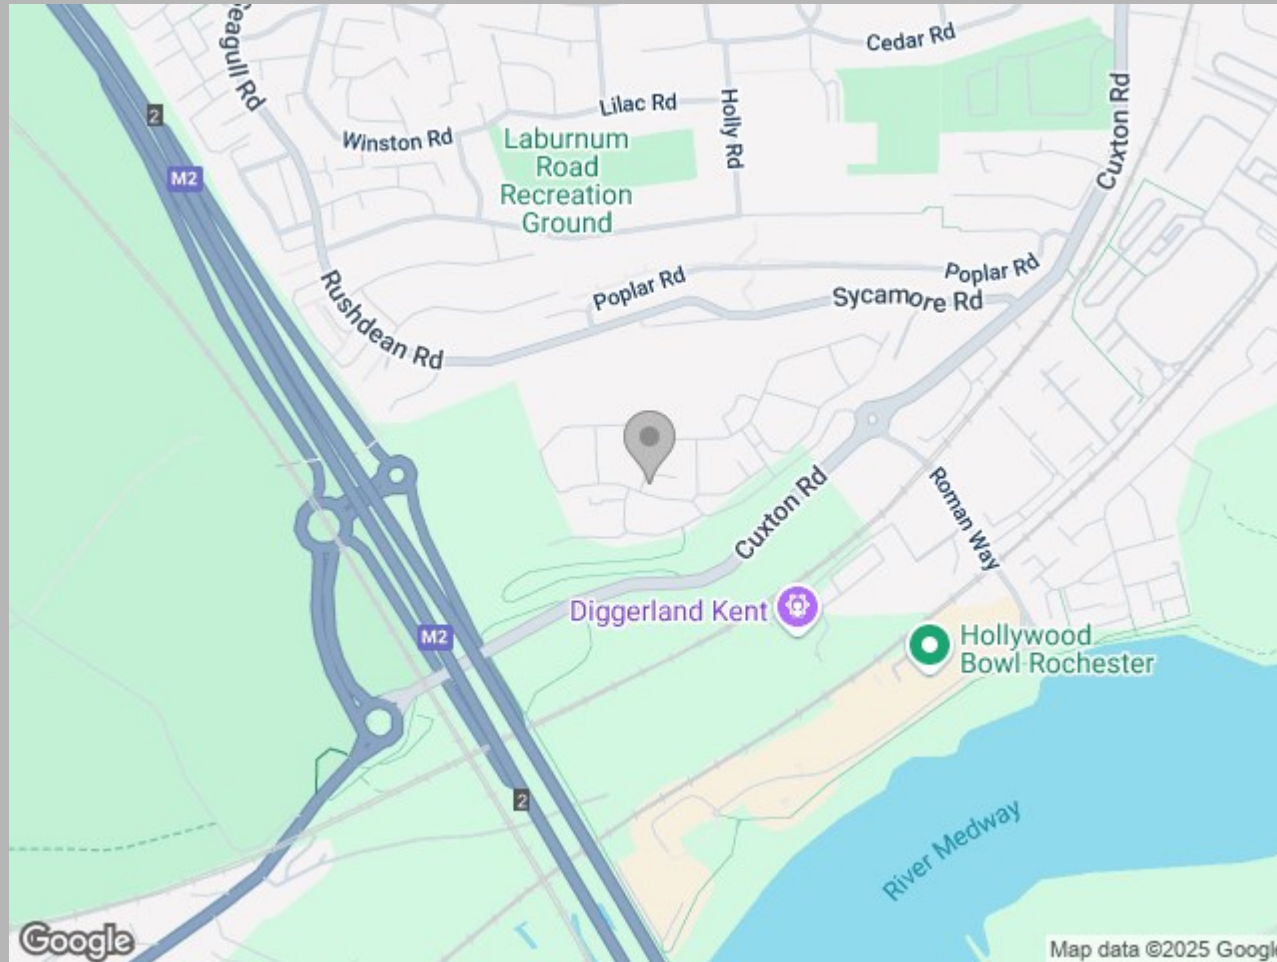 Seagull Rd
Cedar Rd
Cuxton Rd
2
Lilac Rd
Holly Rd
Winston Rd
Laburnum
Road
Recreation
Ground
M2
Poplar Rd
Poplar Rd
Sycamore Rd
Rushdean Rd
Cuxton Rd
Roman Way
Diggerland Kent
M2
Hollywood
Bowl Rochester
2
River Medway
Google
Map data ©2025 Google